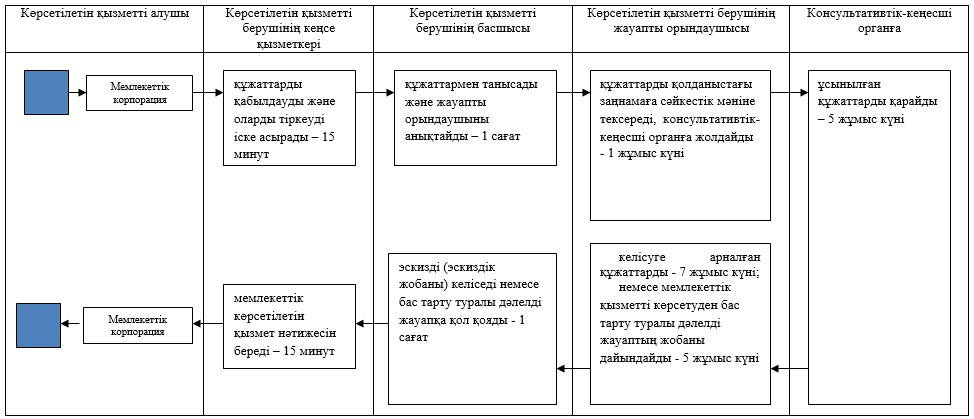 Көрсетілетін қызметті алушы
Көрсетілетін қызметті
берушінің кеңсе
қызметкері
Көрсетілетін қызметті
берушінің басшысы
Көрсетілетін қызметті берушінің
жауапты орындаушысы
Консультативтік-кеңесші
органға
Мемлекеттік
корпорация
құжаттарды
қабылдауды және
оларды тіркеуді
іске асырады – 15
минут
құжаттармен танысады
және жауапты
орындаушыны
анықтайды – 1 сағат
құжаттарды қолданыстағы
заңнамаға сәйкестік мәніне
тексереді, консультативтік-
кеңесші органға жолдайды
- 1 жұмыс күні
ұсынылған
құжаттарды қарайды
– 5 жұмыс күні
Мемлекеттік
корпорация
мемлекеттік
көрсетілетін
қызмет нәтижесін
береді – 15 минут
эскизді (эскиздік
жобаны) келіседі немесе
бас тарту туралы дәлелді
жауапқа қол қояды - 1
сағат
келісуге арналған
құжаттарды - 7 жұмыс күні;
немесе мемлекеттік
қызметті көрсетуден бас
тарту туралы дәлелді
жауаптың жобаны
дайындайды - 5 жұмыс күні